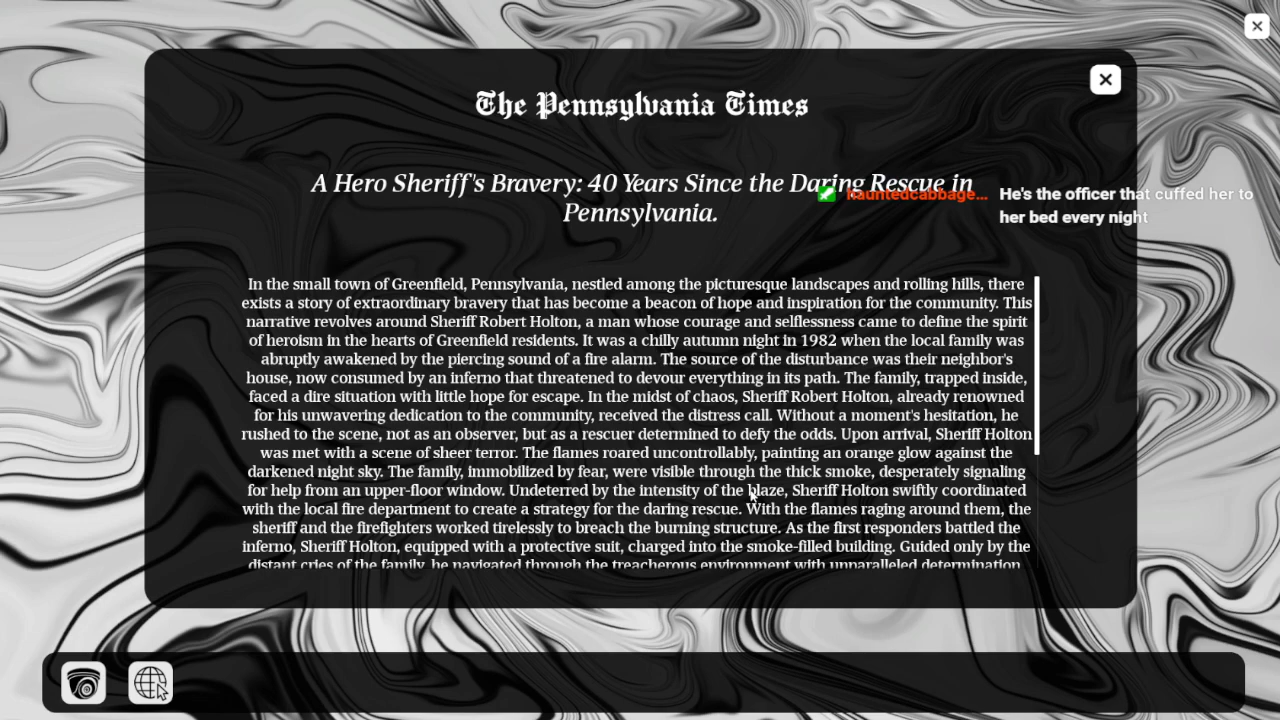 The Pennsylvania Times
A Hero Sheriff's Bravery: 40 Years Since the Daring Rescue in
Pennsylvania.
hauntedcabbage...
He's the officer that cuffed her to
her bed every night
In the small town of Greenfield, Pennsylvania, nestled among the picturesque landscapes and rolling hills, there
exists a story of extraordinary bravery that has become a beacon of hope and inspiration for the community. This
narrative revolves around Sheriff Robert Holton, a man whose courage and selflessness came to define the spirit
of heroism in the hearts of Greenfield residents. It was a chilly autumn night in 1982 when the local family was
abruptly awakened by the piercing sound of a fire alarm. The source of the disturbance was their neighbor's
house, now consumed by an inferno that threatened to devour everything in its path. The family, trapped inside,
faced a dire situation with little hope for escape. In the midst of chaos, Sheriff Robert Holton, already renowned
for his unwavering dedication to the community, received the distress call. Without a moment's hesitation, he
rushed to the scene, not as an observer, but as a rescuer determined to defy the odds. Upon arrival, Sheriff Holton
was met with a scene of sheer terror. The flames roared uncontrollably, painting an orange glow against the
darkened night sky. The family, immobilized by fear, were visible through the thick smoke, desperately signaling
for help from an upper-floor window. Undeterred by the intensity of the blaze, Sheriff Holton swiftly coordinated
with the local fire department to create a strategy for the daring rescue. With the flames raging around them, the
sheriff and the firefighters worked tirelessly to breach the burning structure. As the first responders battled the
inferno, Sheriff Holton, equipped with a protective suit, charged into the smoke-filled building. Guided only by the
distant cries of the family, he navigated through the treacherous environment with unparalleled determination.